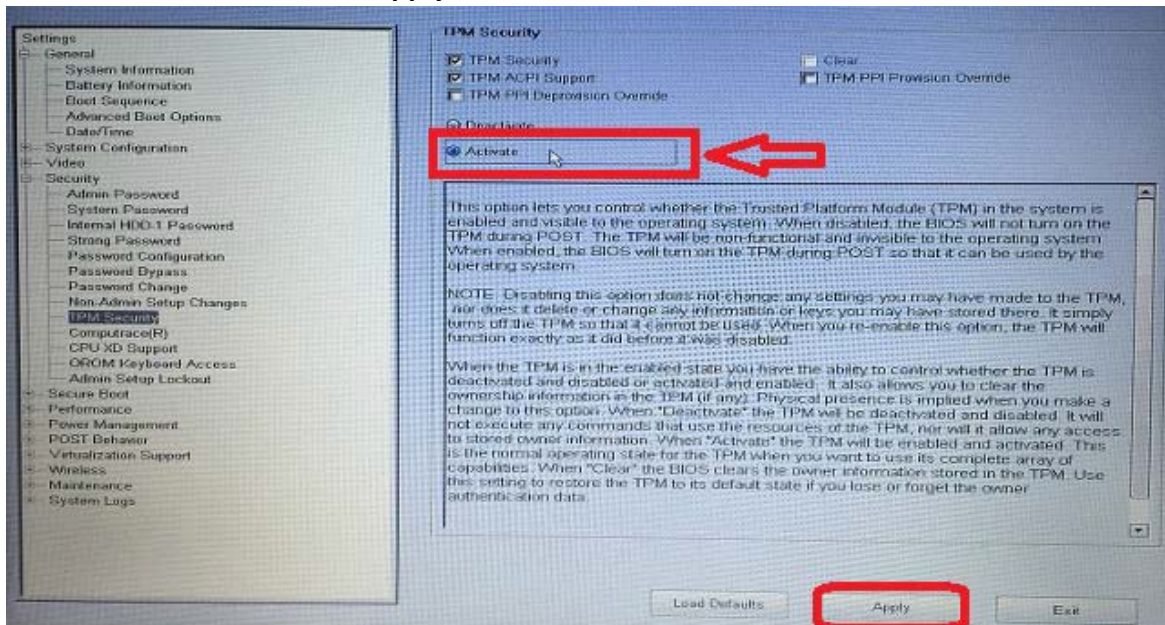 Settings
General
System Information
Battery Information
Boot Sequence
Advanced Boot Options
Date/Time
System Configuration
Video
Security
Admin Password
System Password
Internal HDD-1 Password
Strong Password
Password Configuration
Password Bypass
Password Change
Non-Admin Setup Changes
TPM Security
Computrace(R)
CPU XD Support
OROM Keyboard Access
Admin Setup Lockout
Secure Boot
Performance
Power Management
POST Behavior
Virtualization Support
Wireless
Maintenance
System Logs
TPM Security
TPM Security
Clear
TPM ACPI Support
TPM PPI Provision Override
TPM PPI Deprovision Override
Deactivate
Activate
This option lets you control whether the Trusted Platform Module (TPM) in the system is
enabled and visible to the operating system. When disabled, the BIOS will not turn on the
TPM during POST. The TPM will be non-functional and invisible to the operating system.
When enabled, the BIOS will turn on the TPM during POST so that it can be used by the
operating system.
NOTE: Disabling this option does not change any settings you may have made to the TPM,
nor does it delete or change any information or keys you may have stored there. It simply
turns off the TPM so that it cannot be used. When you re-enable this option, the TPM will
function exactly as it did before it was disabled.
When the TPM is in the enabled state you have the ability to control whether the TPM is
deactivated and disabled or activated and enabled. It also allows you to clear the
ownership information in the TPM (if any). Physical presence is implied when you make a
change to this option. When "Deactivate" the TPM will be deactivated and disabled. It will
not execute any commands that use the resources of the TPM, nor will it allow any access
to stored owner information. When "Activate" the TPM will be enabled and activated. This
is the normal operating state for the TPM when you want to use its complete array of
capabilities. When "Clear" the BIOS clears the owner information stored in the TPM. Use
this setting to restore the TPM to its default state if you lose or forget the owner
authentication data.
Load Defaults
Apply
Exit